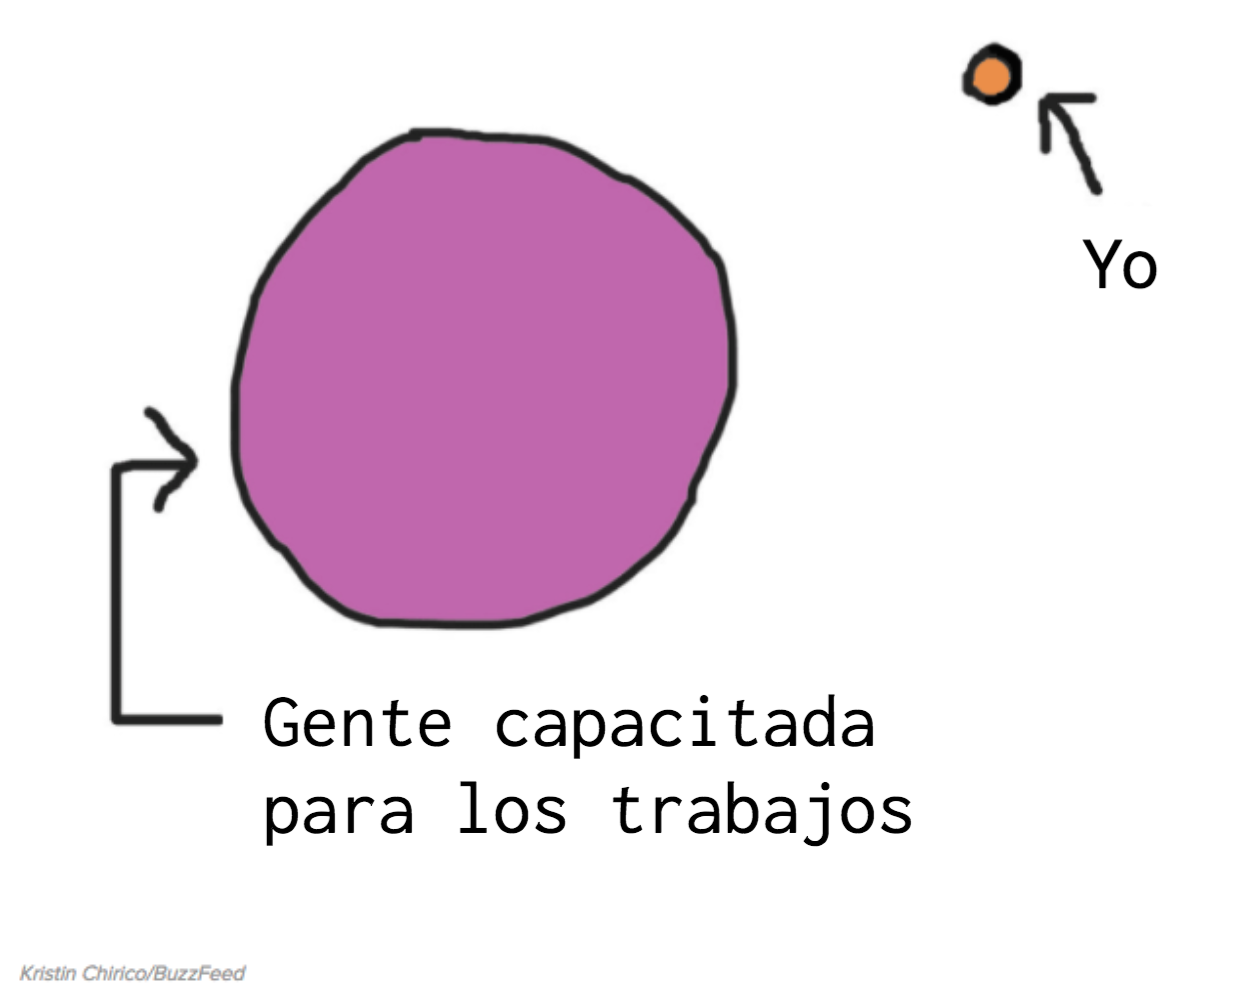 Yo
Gente capacitada
para los trabajos
Kristin Chirico/BuzzFeed